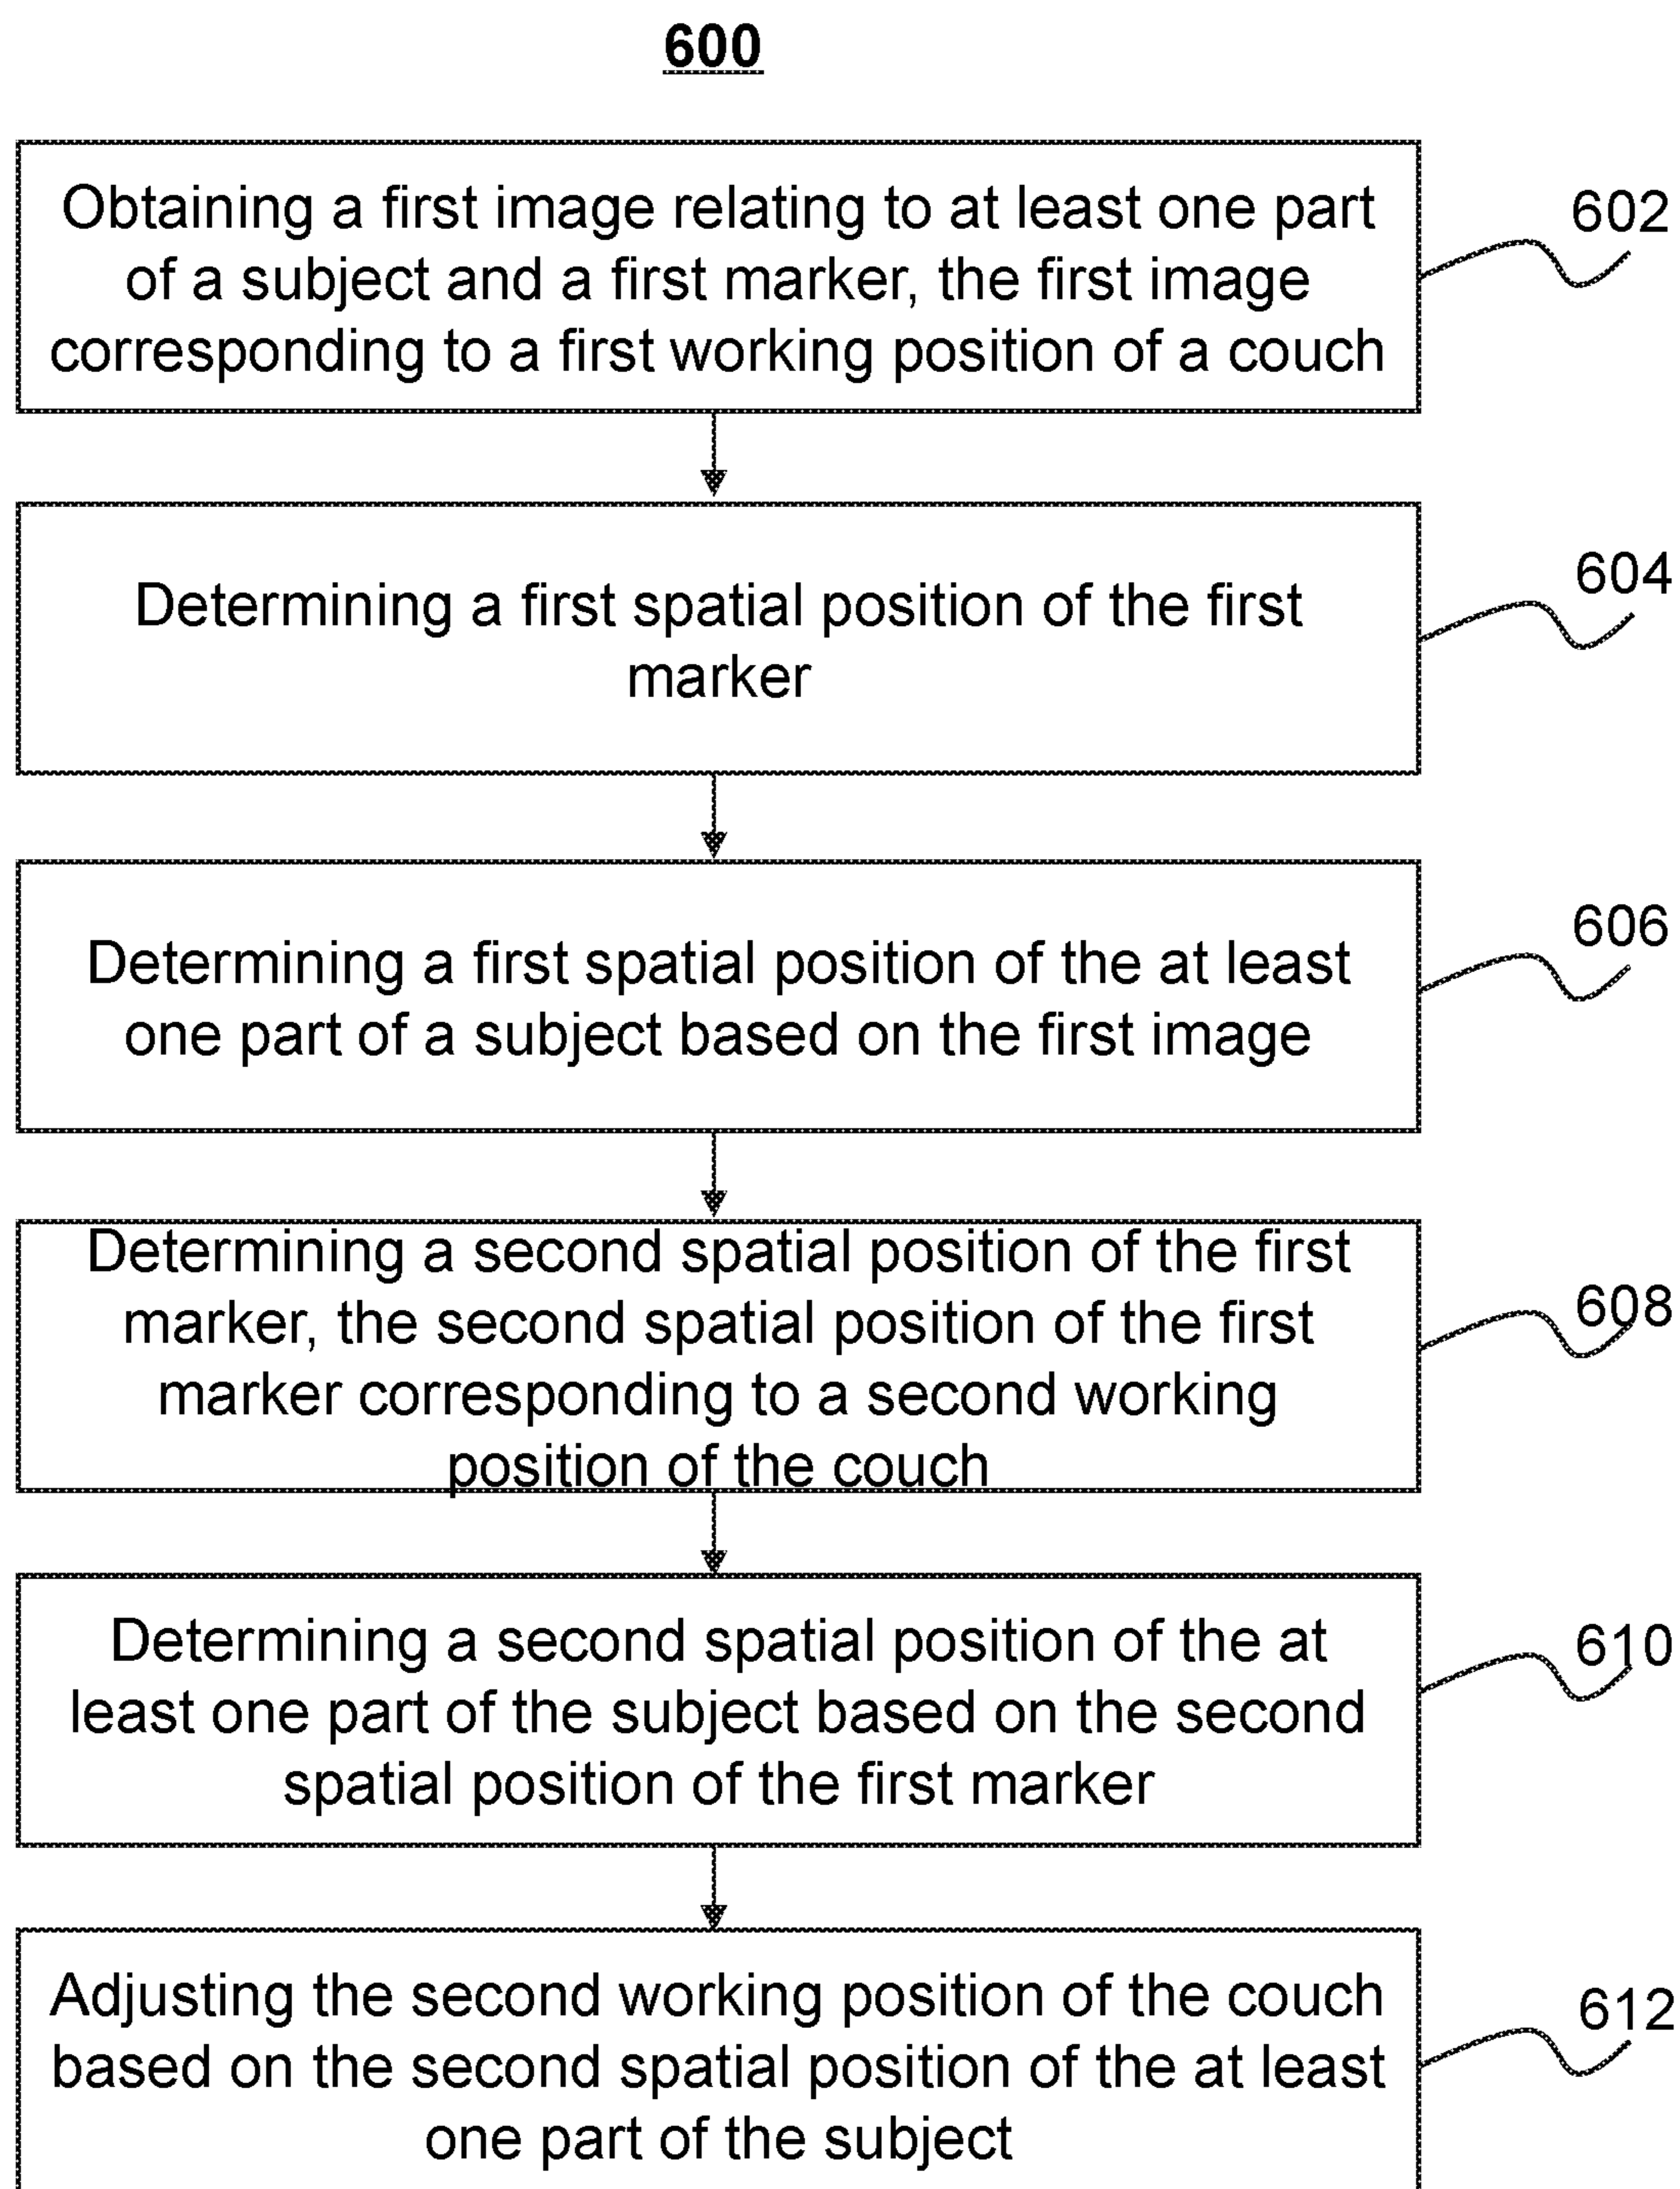 600
Obtaining a first image relating to at least one part
of a subject and a first marker, the first image
corresponding to a first working position of a couch
602
Determining a first spatial position of the first
marker
604
Determining a first spatial position of the at least
one part of a subject based on the first image
606
Determining a second spatial position of the first
marker, the second spatial position of the first
marker corresponding to a second working
position of the couch
608
Determining a second spatial position of the at
least one part of the subject based on the second
spatial position of the first marker
610
Adjusting the second working position of the couch
based on the second spatial position of the at least
one part of the subject
612